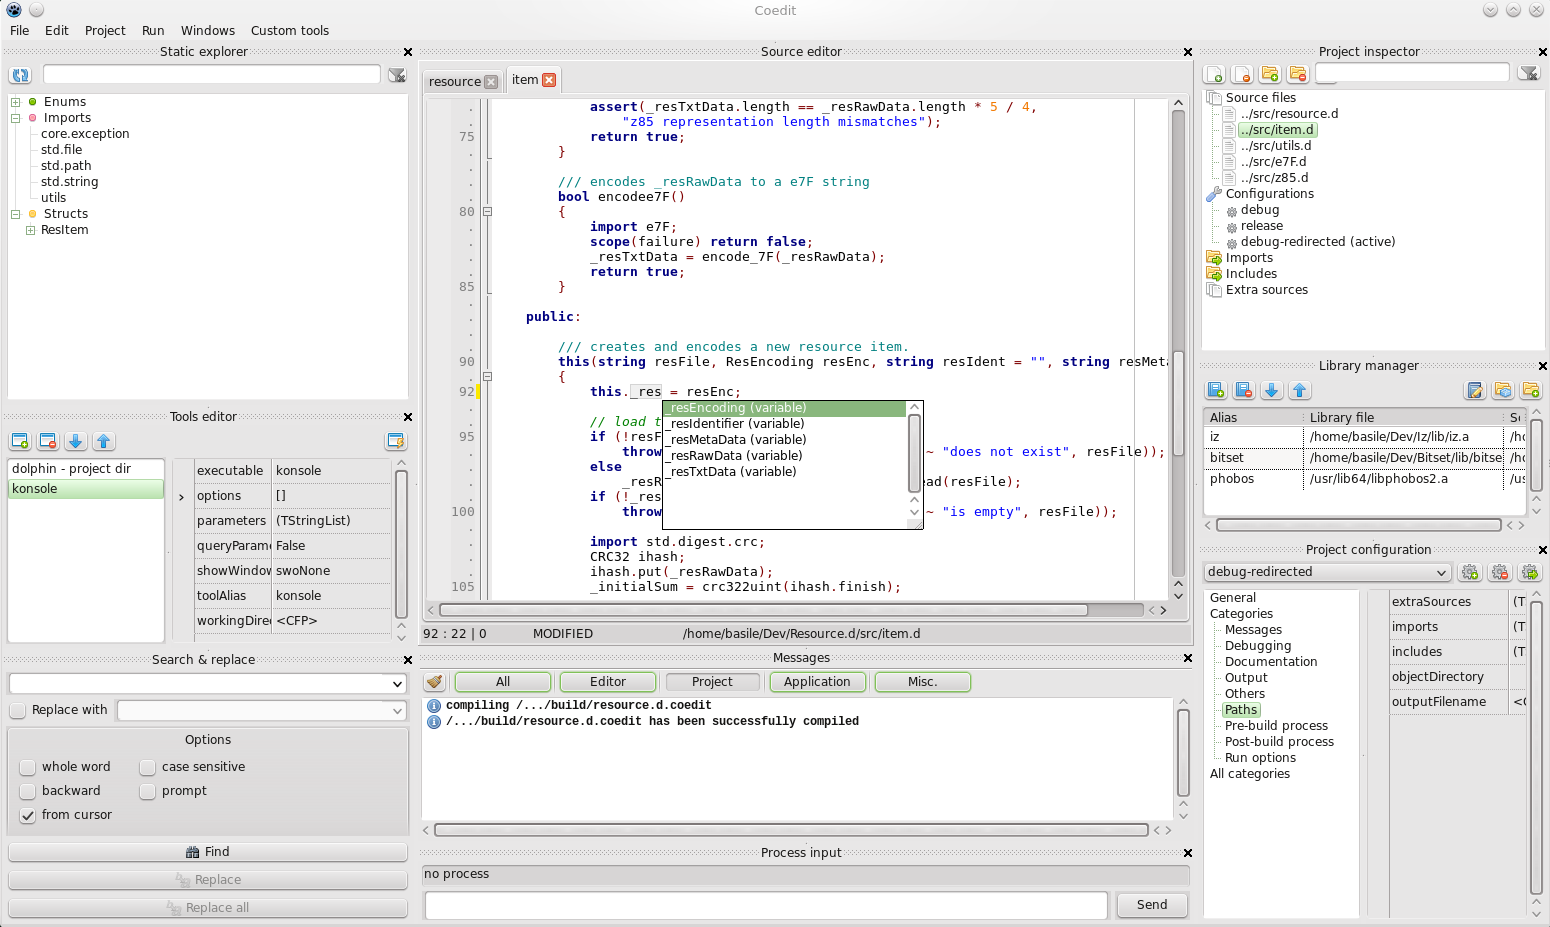 Coedit
File Edit Project Run Windows Custom tools
Static explorer
Enums
Imports
core.exception
std.file
std.path
std.string
utils
Structs
ResItem
Tools editor
dolphin - project dir
konsole
executable konsole
options []
parameters (TStringList)
queryParam False
showWindow swoNone
toolAlias konsole
workingDire <CFP>
Search & replace
Replace with
Options
whole word case sensitive
backward prompt
from cursor
Find
Replace
Replace all
Source editor
resource item
assert(_resTxtData.length == _resRawData.length * 5 / 4,
"z85 representation length mismatches");
75 return true;
}
/// encodes _resRawData to a e7F string
bool encodee7F()
80 {
import e7F;
scope(failure) return false;
_resTxtData = encode_7F(_resRawData);
return true;
85 }
public:
/// creates and encodes a new resource item.
90 this(string resFile, ResEncoding resEnc, string resIdent = "", string resMeta
{
92 this._res = resEnc;
_resEncoding (variable)
_resIdentifier (variable)
_resMetaData (variable)
_resRawData (variable)
_resTxtData (variable)
// load t
95 if (!resF
throw ~ "does not exist", resFile));
else
_resR ad(resFile);
if (!_res
100 throw ~ "is empty", resFile));
import std.digest.crc;
CRC32 ihash;
ihash.put(_resRawData);
105 _initialSum = crc322uint(ihash.finish);
92 : 22 | 0 MODIFIED /home/basile/Dev/Resource.d/src/item.d
Messages
All Editor Project Application Misc.
compiling /.../build/resource.d.coedit
/.../build/resource.d.coedit has been successfully compiled
Process input
no process
Send
Project inspector
Source files
../src/resource.d
../src/item.d
../src/utils.d
../src/e7F.d
../src/z85.d
Configurations
debug
release
debug-redirected (active)
Imports
Includes
Extra sources
Library manager
Alias Library file So
iz /home/basile/Dev/Iz/lib/iz.a /ho
bitset /home/basile/Dev/Bitset/lib/bitse /ho
phobos /usr/lib64/libphobos2.a /us
Project configuration
debug-redirected
General
Categories
Messages
Debugging
Documentation
Output
Others
Paths
Pre-build process
Post-build process
Run options
All categories
extraSources (T
imports (T
includes (T
objectDirectory
outputFilename <C